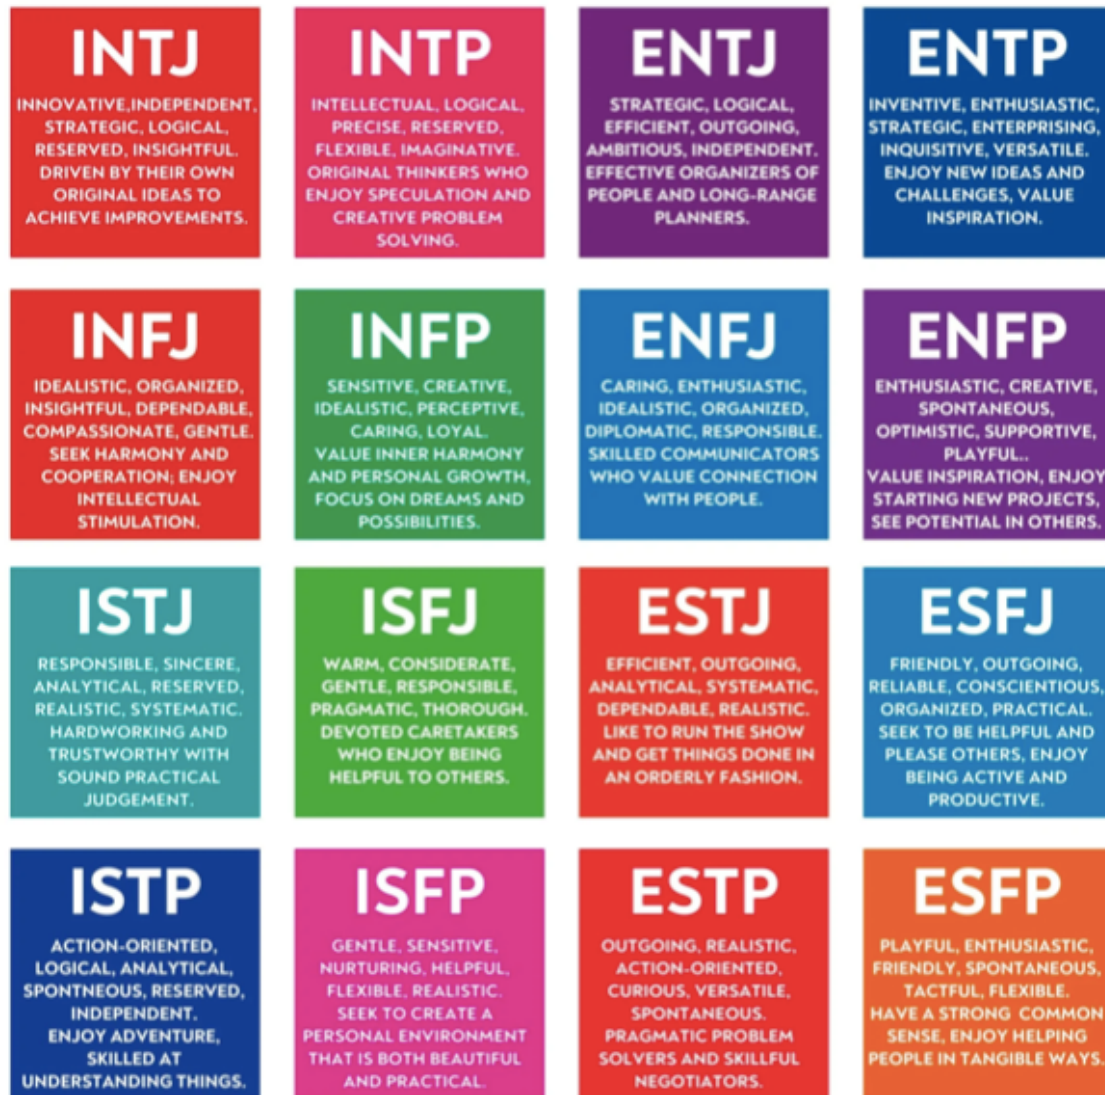 INTJ
INNOVATIVE,INDEPENDENT,
STRATEGIC, LOGICAL,
RESERVED, INSIGHTFUL.
DRIVEN BY THEIR OWN
ORIGINAL IDEAS TO
ACHIEVE IMPROVEMENTS.
INTP
INTELLECTUAL, LOGICAL,
PRECISE, RESERVED,
FLEXIBLE, IMAGINATIVE.
ORIGINAL THINKERS WHO
ENJOY SPECULATION AND
CREATIVE PROBLEM
SOLVING.
ENTJ
STRATEGIC, LOGICAL,
EFFICIENT, OUTGOING,
AMBITIOUS, INDEPENDENT.
EFFECTIVE ORGANIZERS OF
PEOPLE AND LONG-RANGE
PLANNERS.
ENTP
INVENTIVE, ENTHUSIASTIC,
STRATEGIC, ENTERPRISING,
INQUISITIVE, VERSATILE.
ENJOY NEW IDEAS AND
CHALLENGES, VALUE
INSPIRATION.
INFJ
IDEALISTIC, ORGANIZED,
INSIGHTFUL, DEPENDABLE,
COMPASSIONATE, GENTLE.
SEEK HARMONY AND
COOPERATION; ENJOY
INTELLECTUAL
STIMULATION.
INFP
SENSITIVE, CREATIVE,
IDEALISTIC, PERCEPTIVE,
CARING, LOYAL.
VALUE INNER HARMONY
AND PERSONAL GROWTH,
FOCUS ON DREAMS AND
POSSIBILITIES.
ENFJ
CARING, ENTHUSIASTIC,
IDEALISTIC, ORGANIZED,
DIPLOMATIC, RESPONSIBLE.
SKILLED COMMUNICATORS
WHO VALUE CONNECTION
WITH PEOPLE.
ENFP
ENTHUSIASTIC, CREATIVE,
SPONTANEOUS,
OPTIMISTIC, SUPPORTIVE,
PLAYFUL..
VALUE INSPIRATION, ENJOY
STARTING NEW PROJECTS,
SEE POTENTIAL IN OTHERS.
ISTJ
RESPONSIBLE, SINCERE,
ANALYTICAL, RESERVED,
REALISTIC, SYSTEMATIC.
HARDWORKING AND
TRUSTWORTHY WITH
SOUND PRACTICAL
JUDGEMENT.
ISFJ
WARM, CONSIDERATE,
GENTLE, RESPONSIBLE,
PRAGMATIC, THOROUGH.
DEVOTED CARETAKERS
WHO ENJOY BEING
HELPFUL TO OTHERS.
ESTJ
EFFICIENT, OUTGOING,
ANALYTICAL, SYSTEMATIC,
DEPENDABLE, REALISTIC.
LIKE TO RUN THE SHOW
AND GET THINGS DONE IN
AN ORDERLY FASHION.
ESFJ
FRIENDLY, OUTGOING,
RELIABLE, CONSCIENTIOUS,
ORGANIZED, PRACTICAL.
SEEK TO BE HELPFUL AND
PLEASE OTHERS, ENJOY
BEING ACTIVE AND
PRODUCTIVE.
ISTP
ACTION-ORIENTED,
LOGICAL, ANALYTICAL,
SPONTNEOUS, RESERVED,
INDEPENDENT.
ENJOY ADVENTURE,
SKILLED AT
UNDERSTANDING THINGS.
ISFP
GENTLE, SENSITIVE,
NURTURING, HELPFUL,
FLEXIBLE, REALISTIC.
SEEK TO CREATE A
PERSONAL ENVIRONMENT
THAT IS BOTH BEAUTIFUL
AND PRACTICAL.
ESTP
OUTGOING, REALISTIC,
ACTION-ORIENTED,
CURIOUS, VERSATILE,
SPONTANEOUS.
PRAGMATIC PROBLEM
SOLVERS AND SKILLFUL
NEGOTIATORS.
ESFP
PLAYFUL, ENTHUSIASTIC,
FRIENDLY, SPONTANEOUS,
TACTFUL, FLEXIBLE.
HAVE A STRONG COMMON
SENSE, ENJOY HELPING
PEOPLE IN TANGIBLE WAYS.